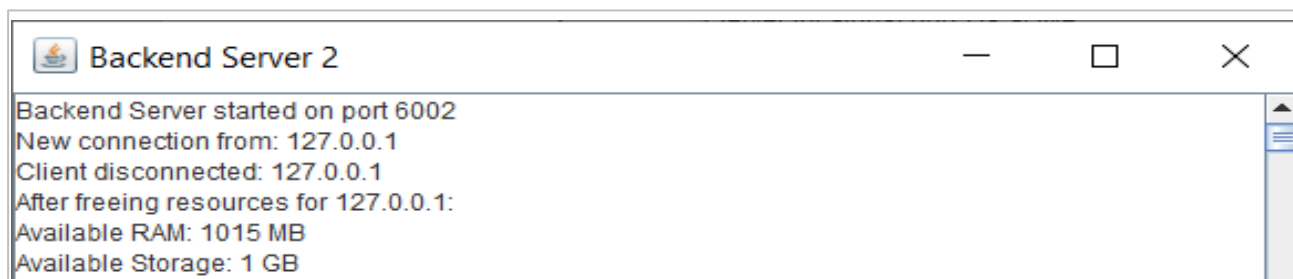 Backend Server 2
Backend Server started on port 6002
New connection from: 127.0.0.1
Client disconnected: 127.0.0.1
After freeing resources for 127.0.0.1:
Available RAM: 1015 MB
Available Storage: 1 GB